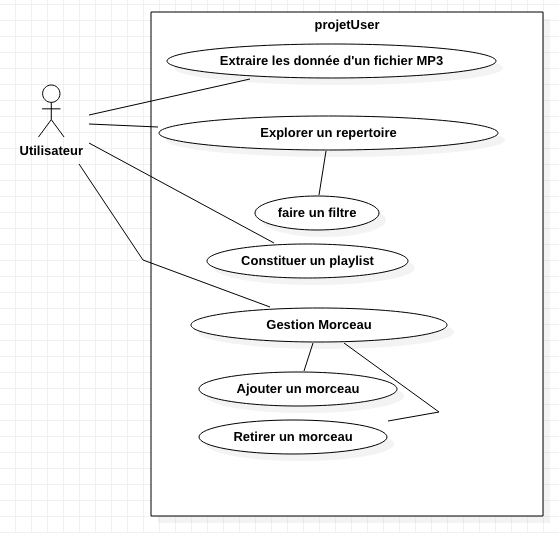 projetUser
Extraire les donnée d'un fichier MP3
Utilisateur
Explorer un repertoire
faire un filtre
Constituer un playlist
Gestion Morceau
Ajouter un morceau
Retirer un morceau